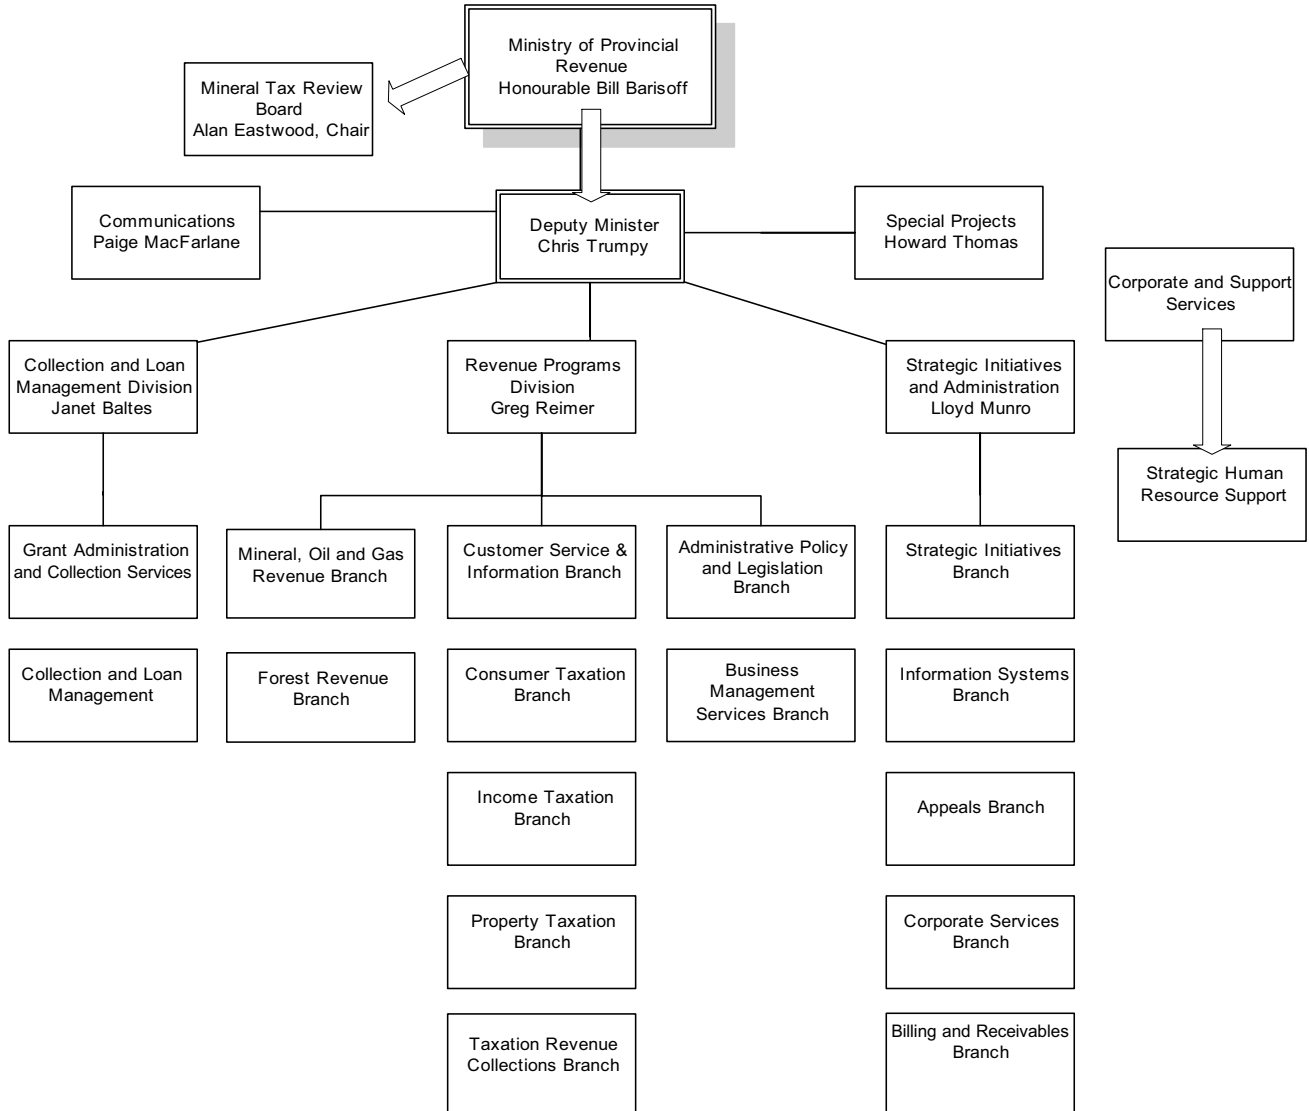 Ministry of Provincial
Revenue
Honourable Bill Barisoff
Mineral Tax Review
Board
Alan Eastwood, Chair
Communications
Paige MacFarlane
Deputy Minister
Chris Trumpy
Special Projects
Howard Thomas
Corporate and Support
Services
Collection and Loan
Management Division
Janet Baltes
Revenue Programs
Division
Greg Reimer
Strategic Initiatives
and Administration
Lloyd Munro
Strategic Human
Resource Support
Grant Administration
and Collection Services
Mineral, Oil and Gas
Revenue Branch
Customer Service &
Information Branch
Administrative Policy
and Legislation
Branch
Strategic Initiatives
Branch
Collection and Loan
Management
Forest Revenue
Branch
Consumer Taxation
Branch
Business
Management
Services Branch
Information Systems
Branch
Income Taxation
Branch
Appeals Branch
Property Taxation
Branch
Corporate Services
Branch
Taxation Revenue
Collections Branch
Billing and Receivables
Branch